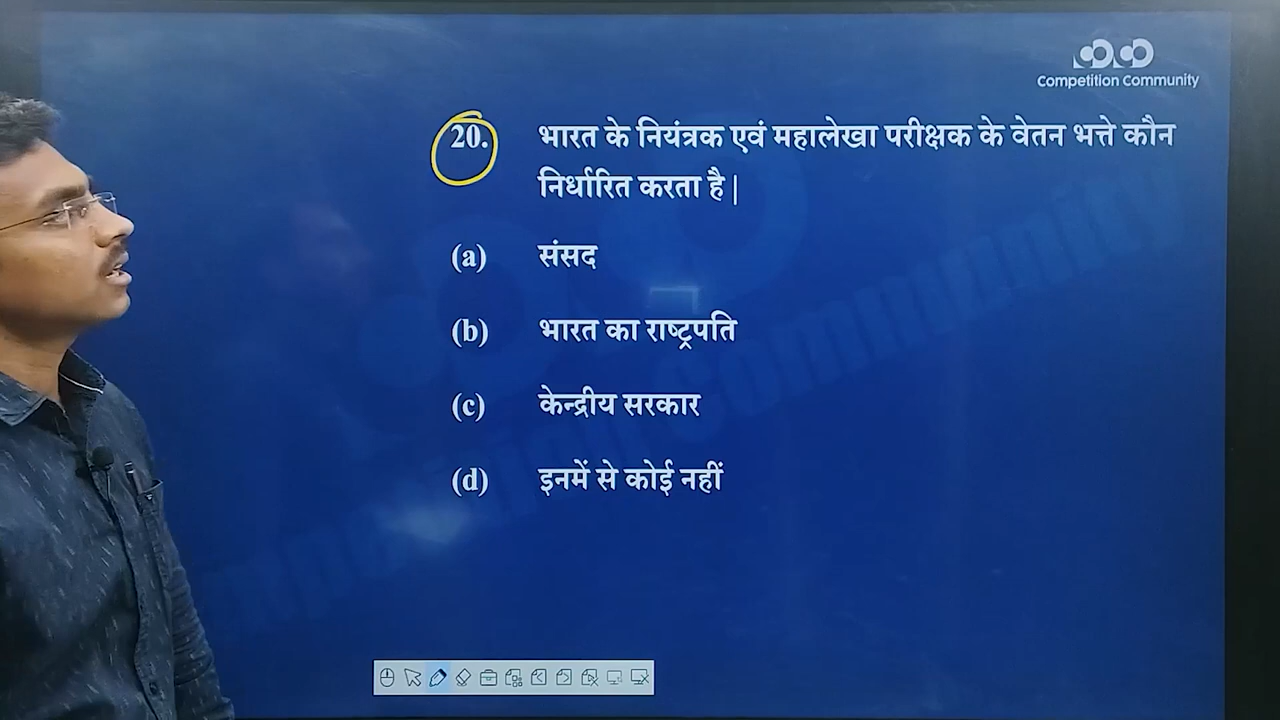 Competition Community
20. भारत के नियंत्रक एवं महालेखा परीक्षक के वेतन भत्ते कौन
निर्धारित करता है |
(a) संसद
(b) भारत का राष्ट्रपति
(c) केन्द्रीय सरकार
(d) इनमें से कोई नहीं